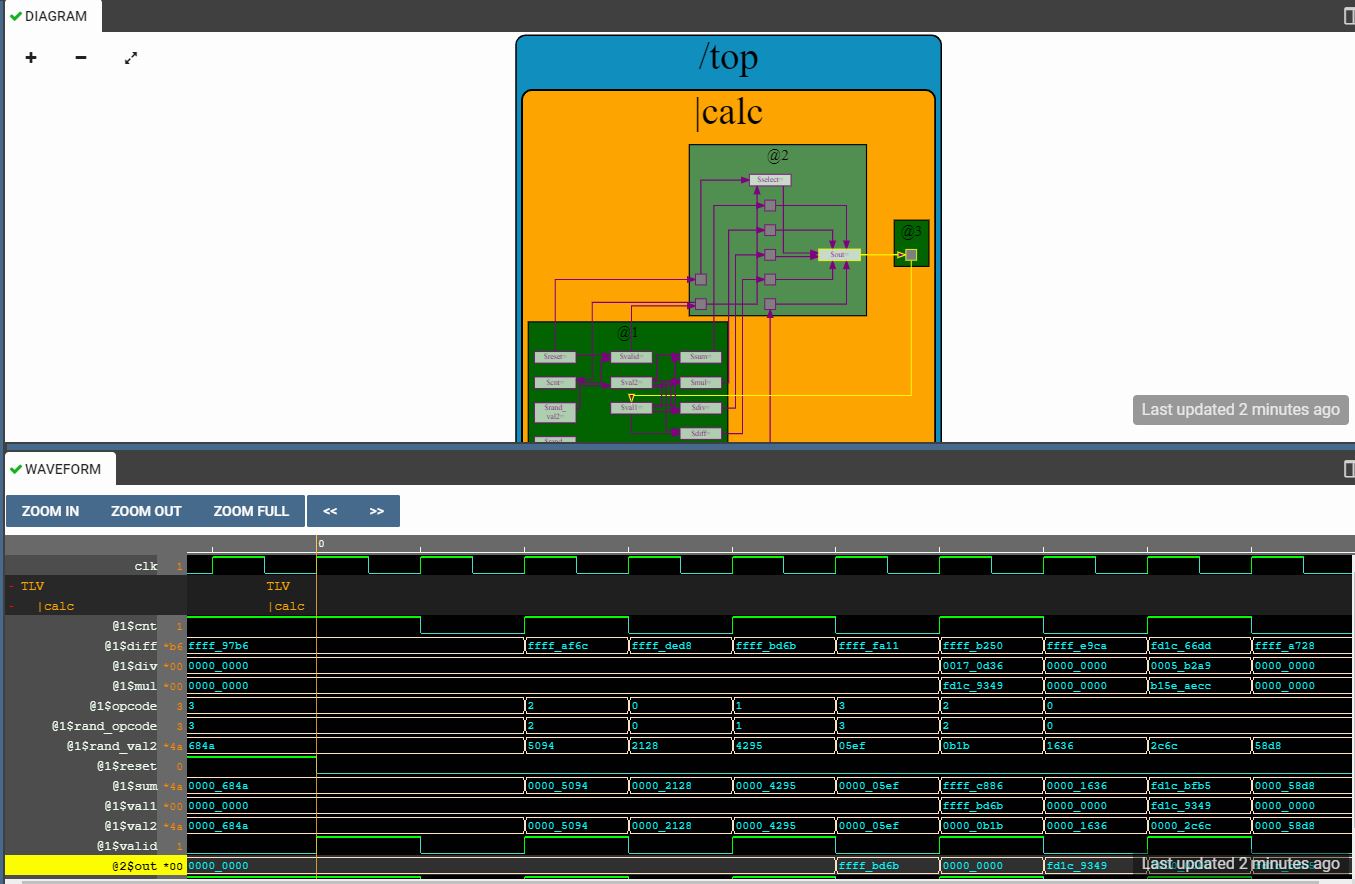 DIAGRAM
+ − 
/top
|calc
@2
$select=
@3
$out=
@1
$reset= $valid= $sum=
$cnt= $val2= $mul=
$rand_ val2= $val1= $div=
$diff=
Last updated 2 minutes ago
WAVEFORM
ZOOM IN ZOOM OUT ZOOM FULL << >>
0
clk 1
- TLV TLV
- |calc |calc
@1$cnt 1
@1$diff *b6 ffff_97b6 ffff_af6c ffff_ded8 ffff_bd6b ffff_fa11 ffff_b250 ffff_e9ca fd1c_66dd ffff_a728
@1$div *00 0000_0000 0017_0d36 0000_0000 0005_b2a9 0000_0000
@1$mul *00 0000_0000 fd1c_9349 0000_0000 b15e_aecc 0000_0000
@1$opcode 3 3 2 0 1 3 2 0
@1$rand_opcode 3 3 2 0 1 3 2 0
@1$rand_val2 *4a 684a 5094 2128 4295 05ef 0b1b 1636 2c6c 58d8
@1$reset 0
@1$sum *4a 0000_684a 0000_5094 0000_2128 0000_4295 0000_05ef ffff_c886 0000_1636 fd1c_bfb5 0000_58d8
@1$val1 *00 0000_0000 ffff_bd6b 0000_0000 fd1c_9349 0000_0000
@1$val2 *4a 0000_684a 0000_5094 0000_2128 0000_4295 0000_05ef 0000_0b1b 0000_1636 0000_2c6c 0000_58d8
@1$valid 1
@2$out *00 0000_0000 ffff_bd6b 0000_0000 fd1c_9349
Last updated 2 minutes ago